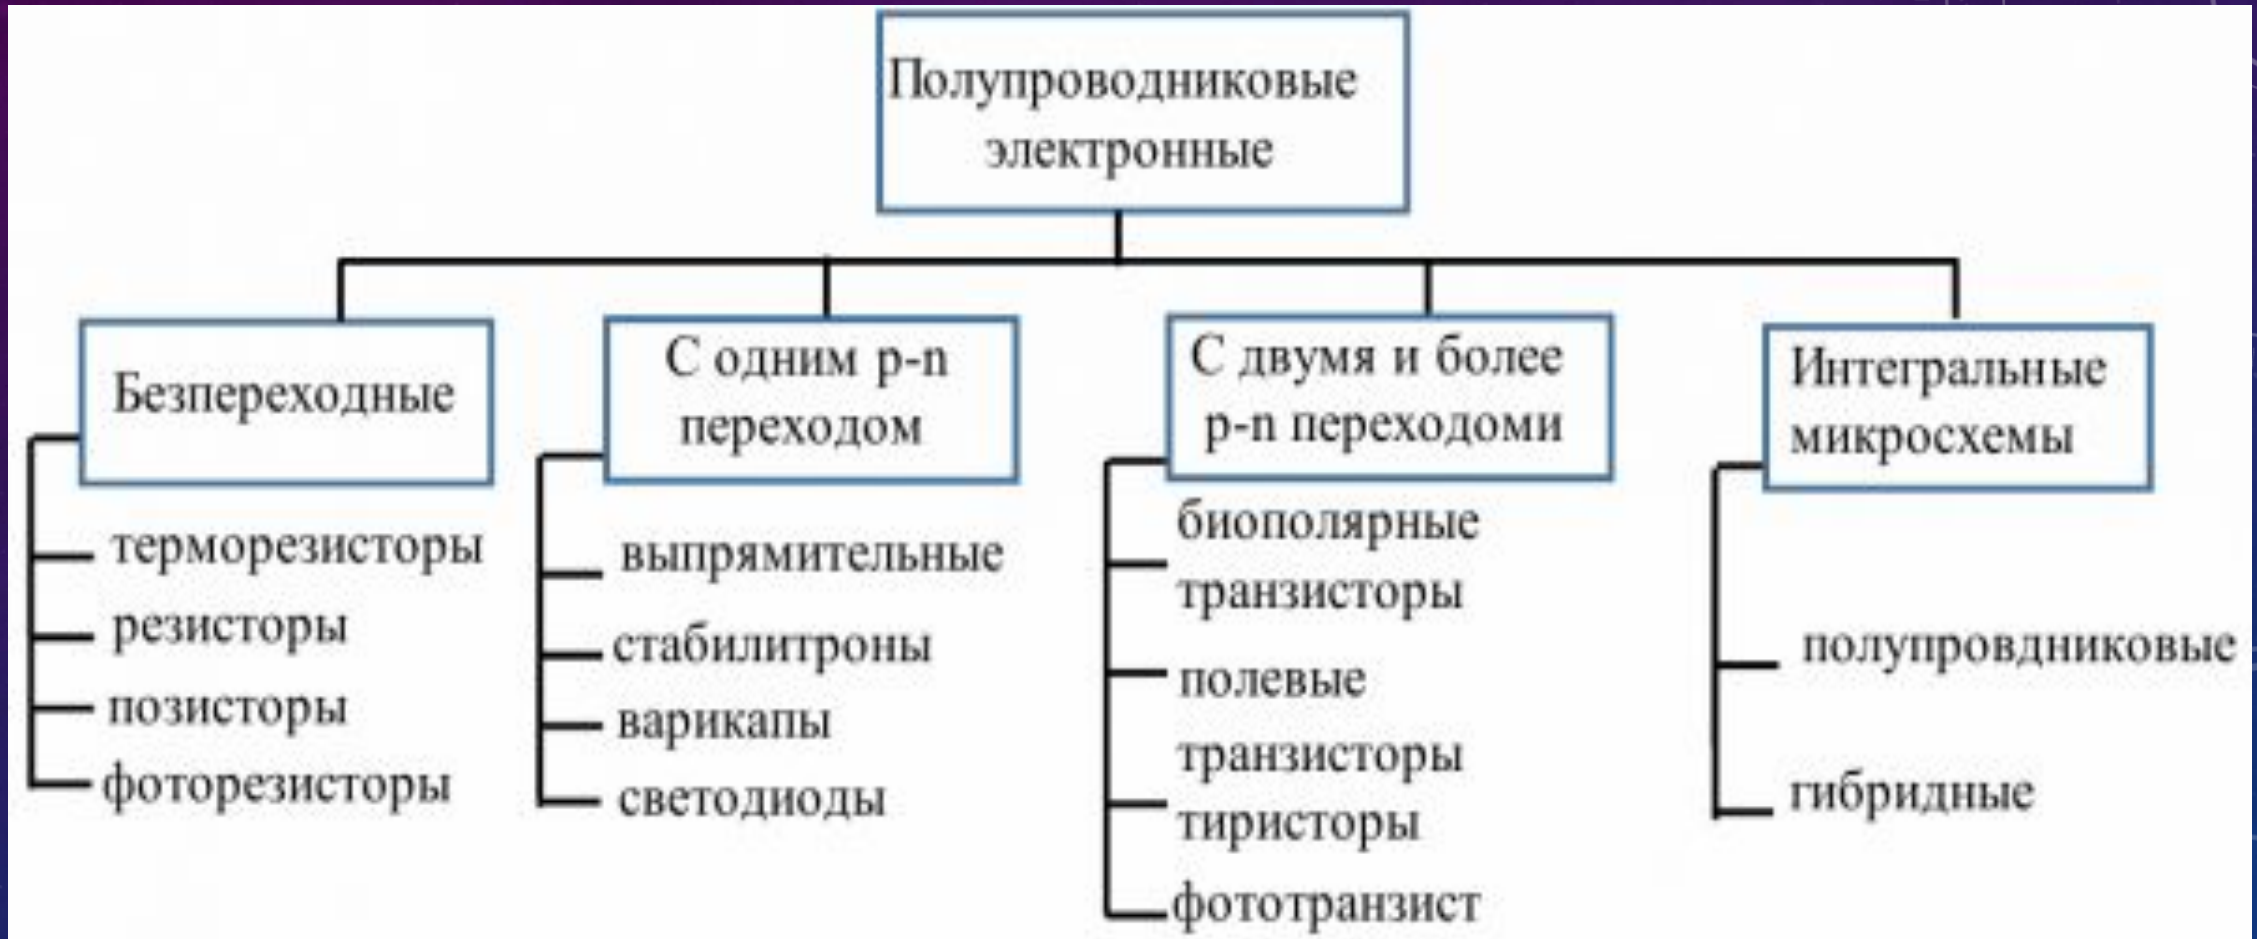 Полупроводниковые
электронные
Безпереходные
терморезисторы
резисторы
позисторы
фоторезисторы
С одним p-n
переходом
выпрямительные
стабилитроны
варикапы
светодиоды
С двумя и более
p-n переходоми
биополярные
транзисторы
полевые
транзисторы
тиристоры
фототранзист
Интегральные
микросхемы
полупровдниковые
гибридные